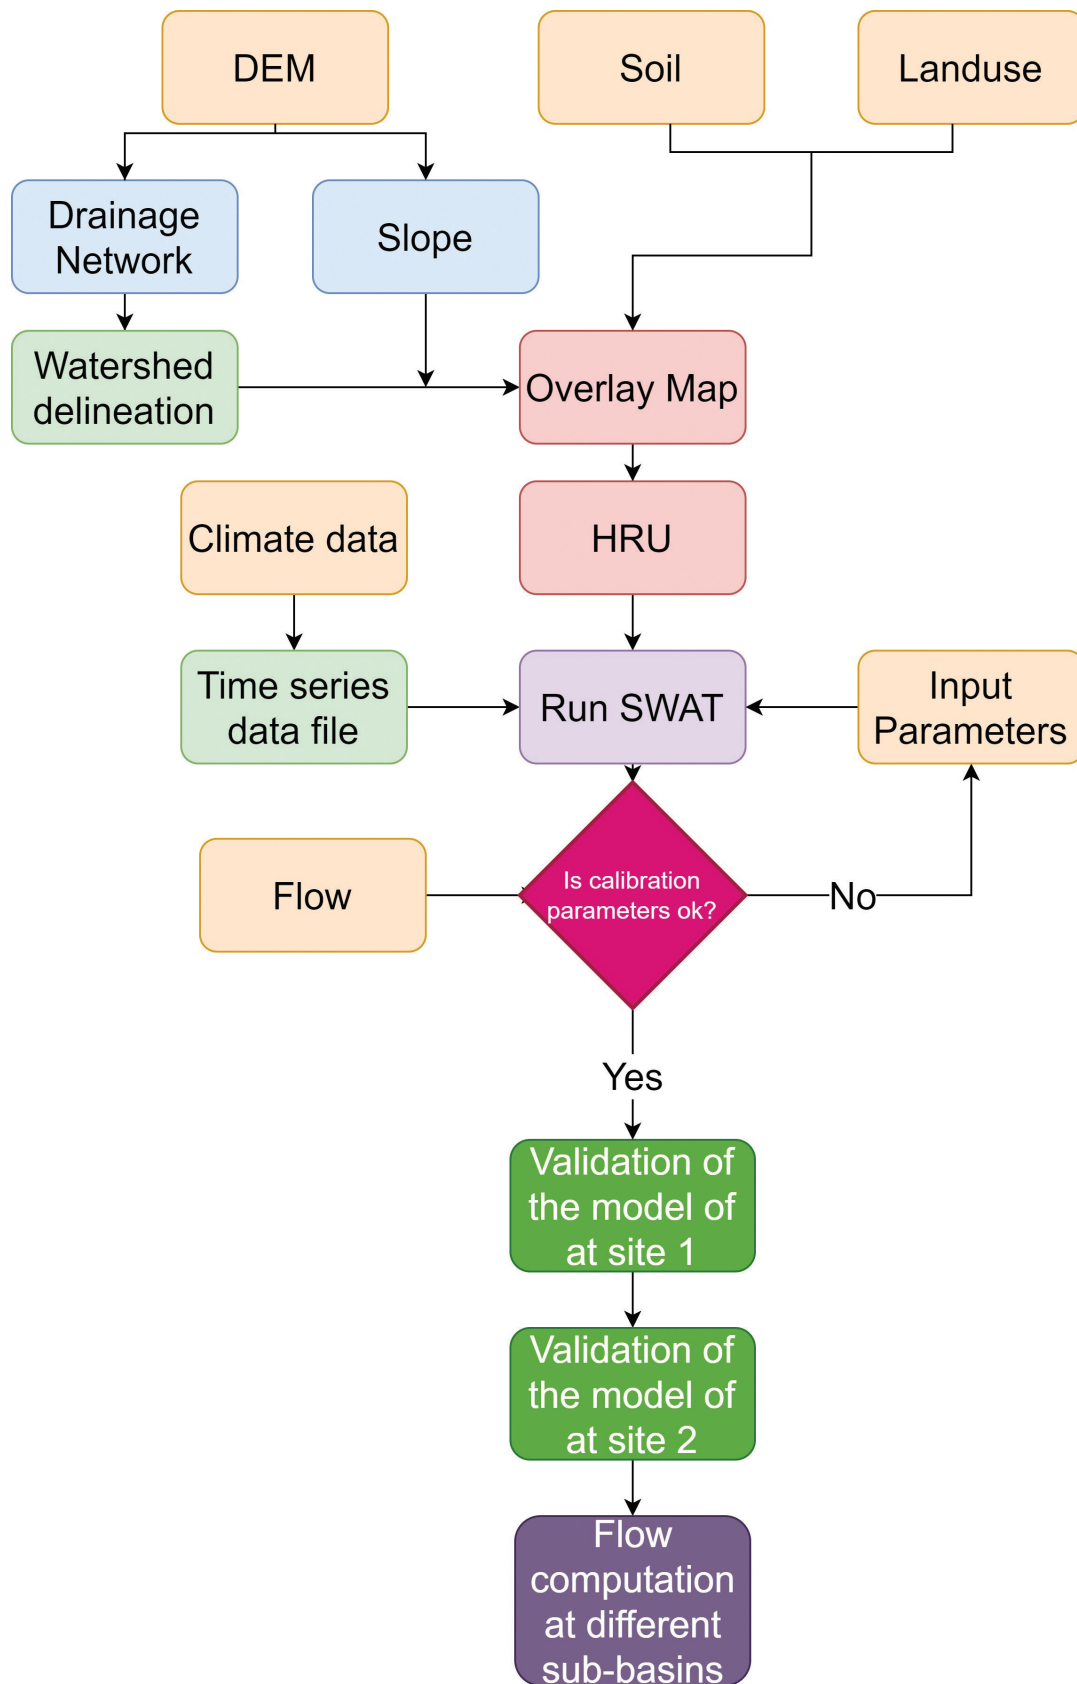 DEM
Soil
Landuse
Drainage
Network
Slope
Watershed
delineation
Overlay Map
Climate data
HRU
Time series
data file
Run SWAT
Input
Parameters
Flow
Is calibration
parameters ok?
No
Yes
Validation of
the model of
at site 1
Validation of
the model of
at site 2
Flow
computation
at different
sub-basins